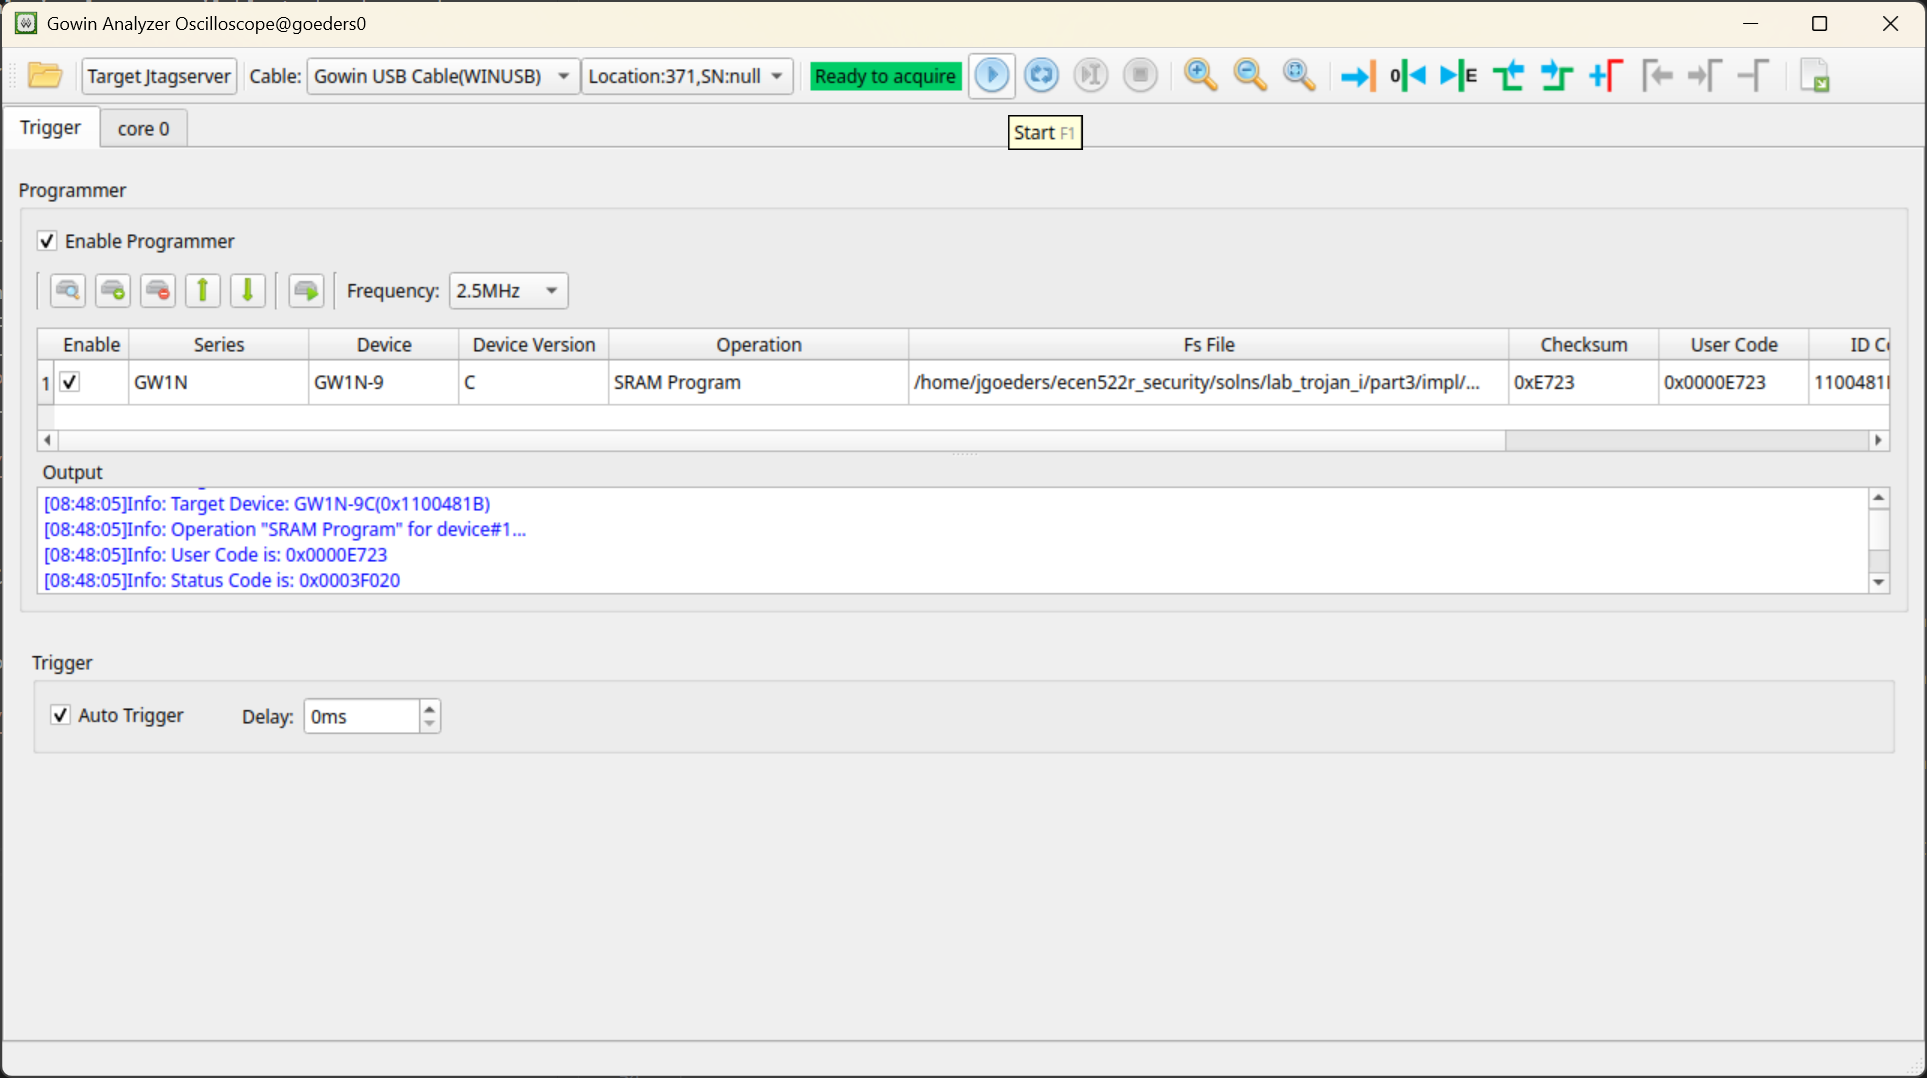 Gowin Analyzer Oscilloscope@goeders0
Target Jtagserver Cable: Gowin USB Cable(WINUSB) Location:371,SN:null Ready to acquire 0 E
Trigger core 0
Start F1
Programmer
Enable Programmer
Frequency: 2.5MHz
Enable Series Device Device Version Operation Fs File Checksum User Code ID C
1 GW1N GW1N-9 C SRAM Program /home/jgoeders/ecen522r_security/solns/lab_trojan_i/part3/impl/... 0xE723 0x0000E723 1100481
Output
[08:48:05]Info: Target Device: GW1N-9C(0x1100481B)
[08:48:05]Info: Operation "SRAM Program" for device#1...
[08:48:05]Info: User Code is: 0x0000E723
[08:48:05]Info: Status Code is: 0x0003F020
Trigger
Auto Trigger Delay: 0ms